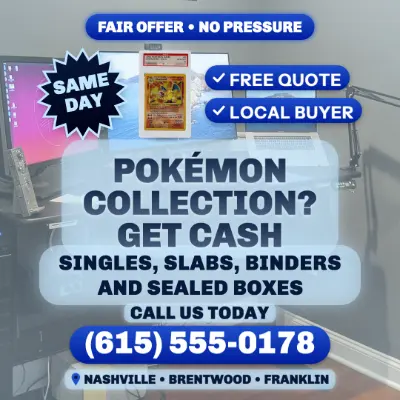 FAIR OFFER • NO PRESSURE
SAME
DAY
✓ FREE QUOTE
✓ LOCAL BUYER
POKÉMON
COLLECTION?
GET CASH
SINGLES, SLABS, BINDERS
AND SEALED BOXES
CALL US TODAY
(615) 555-0178
NASHVILLE • BRENTWOOD • FRANKLIN